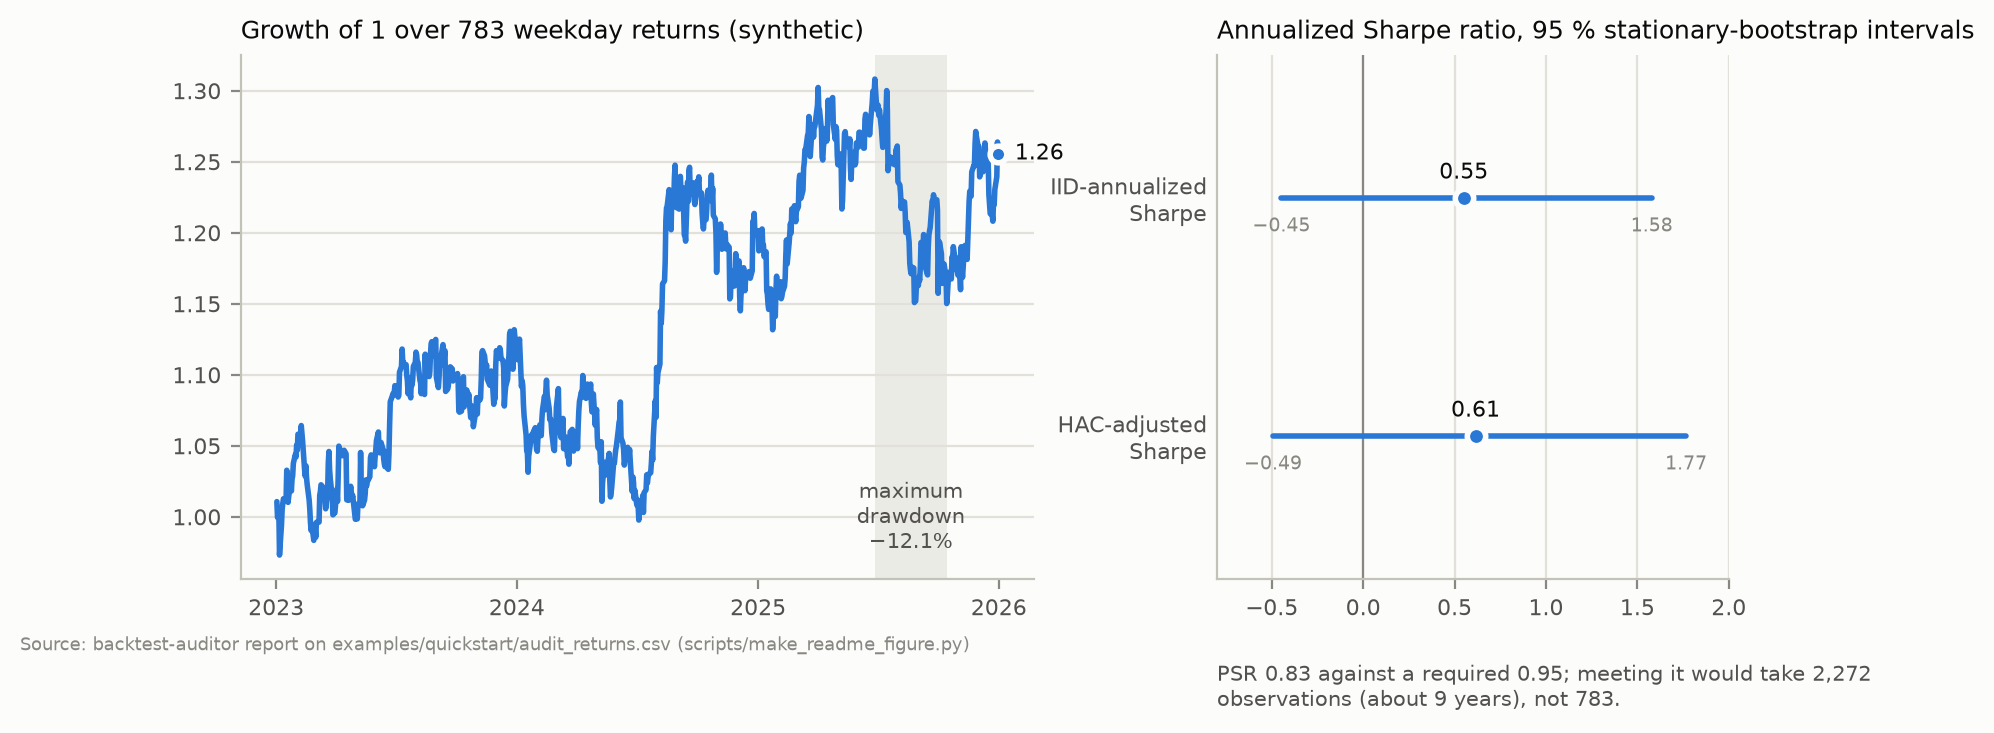 Growth of 1 over 783 weekday returns (synthetic)
1.30
1.25
1.20
1.15
1.10
1.05
1.00
1.26
maximum
drawdown
−12.1%
2023
2024
2025
2026
Source: backtest-auditor report on examples/quickstart/audit_returns.csv (scripts/make_readme_figure.py)
Annualized Sharpe ratio, 95 % stationary-bootstrap intervals
IID-annualized
Sharpe
0.55
−0.45
1.58
HAC-adjusted
Sharpe
0.61
−0.49
1.77
−0.5
0.0
0.5
1.0
1.5
2.0
PSR 0.83 against a required 0.95; meeting it would take 2,272
observations (about 9 years), not 783.